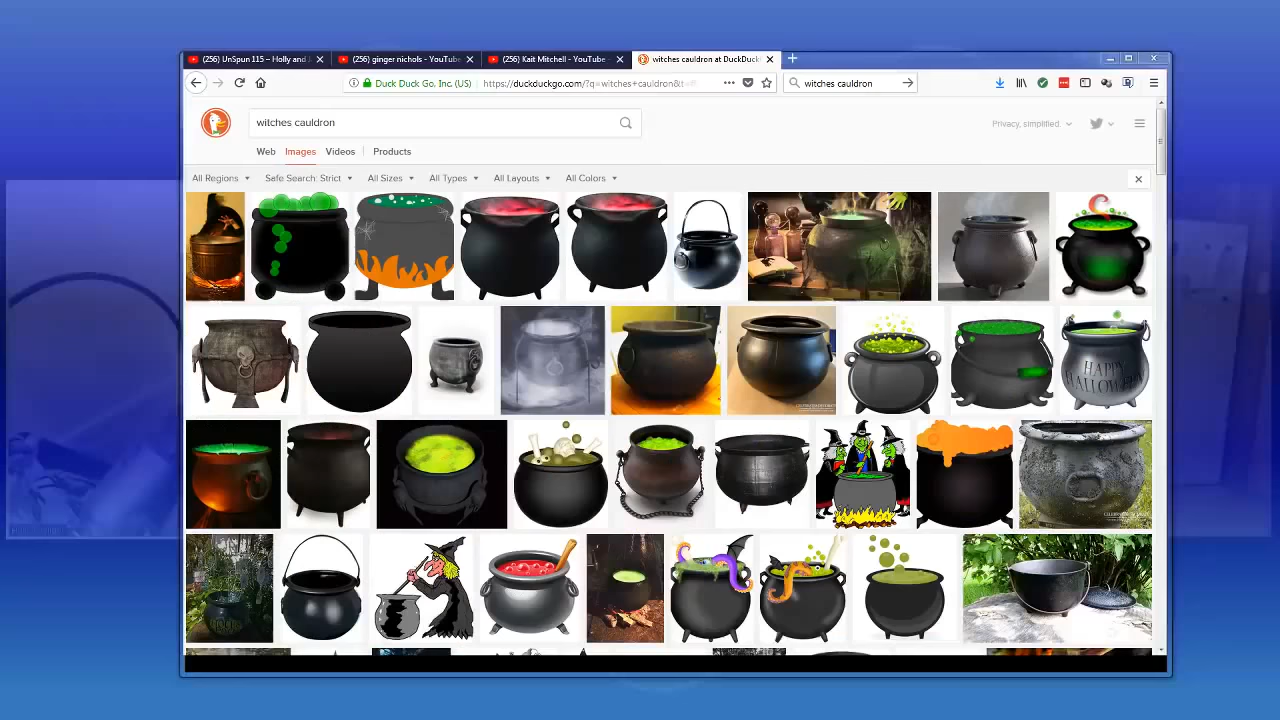 (256) UnSpun 115 – Holly and J
(256) ginger nichols - YouTube
(256) Kait Mitchell - YouTube
witches cauldron at DuckDuck
Duck Duck Go, Inc. (US)
https://duckduckgo.com/?q=witches+cauldron&t=ff
witches cauldron
witches cauldron
Privacy, simplified.
Web
Images
Videos
Products
All Regions
Safe Search: Strict
All Sizes
All Types
All Layouts
All Colors
HAPPY
HALLOWEEN